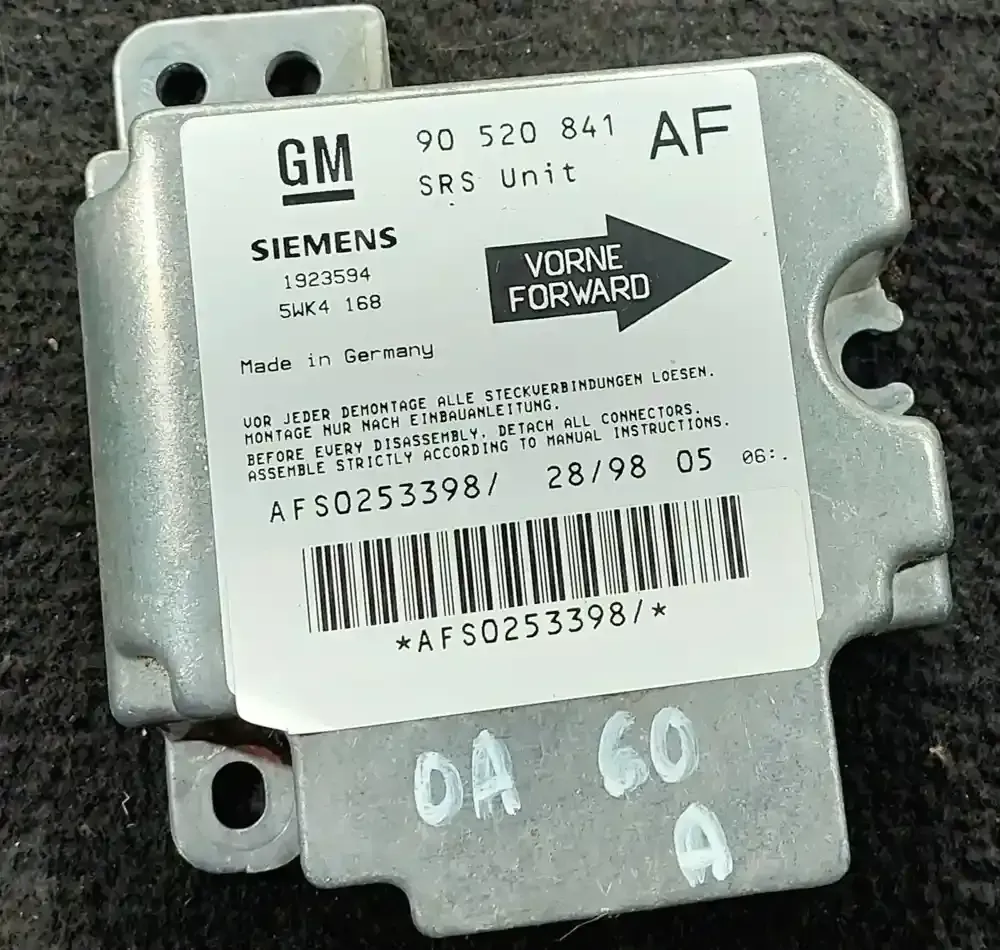 GM
90 520 841 AF
SRS Unit
SIEMENS
1923594
5WK4 168
VORNE
FORWARD
Made in Germany
VOR JEDER DEMONTAGE ALLE STECKVERBINDUNGEN LOESEN.
MONTAGE NUR NACH EINBAUANLEITUNG.
BEFORE EVERY DISASSEMBLY, DETACH ALL CONNECTORS.
ASSEMBLE STRICTLY ACCORDING TO MANUAL INSTRUCTIONS.
AFS0253398/ 28/98 05 06:.
*AFS0253398/*
DA 60
A